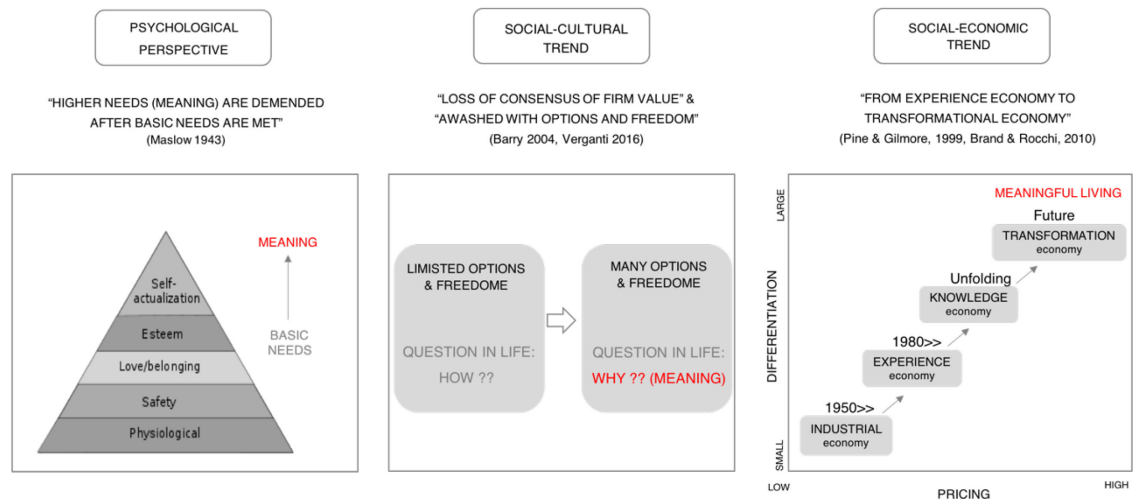 PSYCHOLOGICAL
PERSPECTIVE
"HIGHER NEEDS (MEANING) ARE DEMENDED
AFTER BASIC NEEDS ARE MET"
(Maslow 1943)
MEANING
BASIC
NEEDS
Self-
actualization
Esteem
Love/belonging
Safety
Physiological
SOCIAL-CULTURAL
TREND
"LOSS OF CONSENSUS OF FIRM VALUE" &
"AWASHED WITH OPTIONS AND FREEDOM"
(Barry 2004, Verganti 2016)
LIMISTED OPTIONS
& FREEDOME
QUESTION IN LIFE:
HOW ??
MANY OPTIONS
& FREEDOME
QUESTION IN LIFE:
WHY ?? (MEANING)
SOCIAL-ECONOMIC
TREND
"FROM EXPERIENCE ECONOMY TO
TRANSFORMATIONAL ECONOMY"
(Pine & Gilmore, 1999, Brand & Rocchi, 2010)
MEANINGFUL LIVING
Future
TRANSFORMATION
economy
Unfolding
KNOWLEDGE
economy
1980>>
EXPERIENCE
economy
1950>>
INDUSTRIAL
economy
LARGE
DIFFERENTIATION
SMALL
LOW
PRICING
HIGH